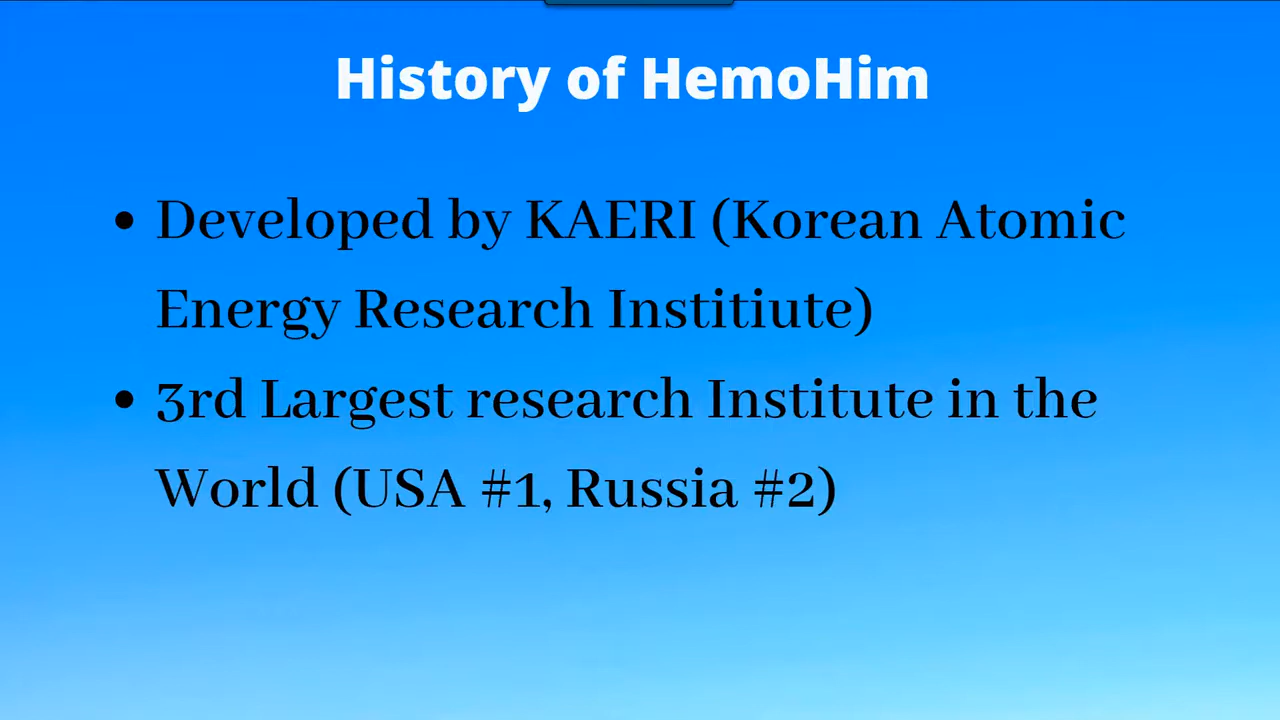 History of HemoHim
• Developed by KAERI (Korean Atomic
Energy Research Institiute)
• 3rd Largest research Institute in the
World (USA #1, Russia #2)